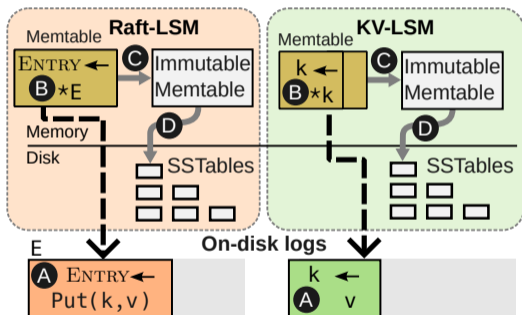 Raft-LSM
Memtable
ENTRY ←
B *E
C
Immutable
Memtable
D
Memory
Disk
SSTables
KV-LSM
Memtable
k ←
B *k
C
Immutable
Memtable
D
SSTables
On-disk logs
E
A ENTRY ←
Put(k,v)
k ←
A v